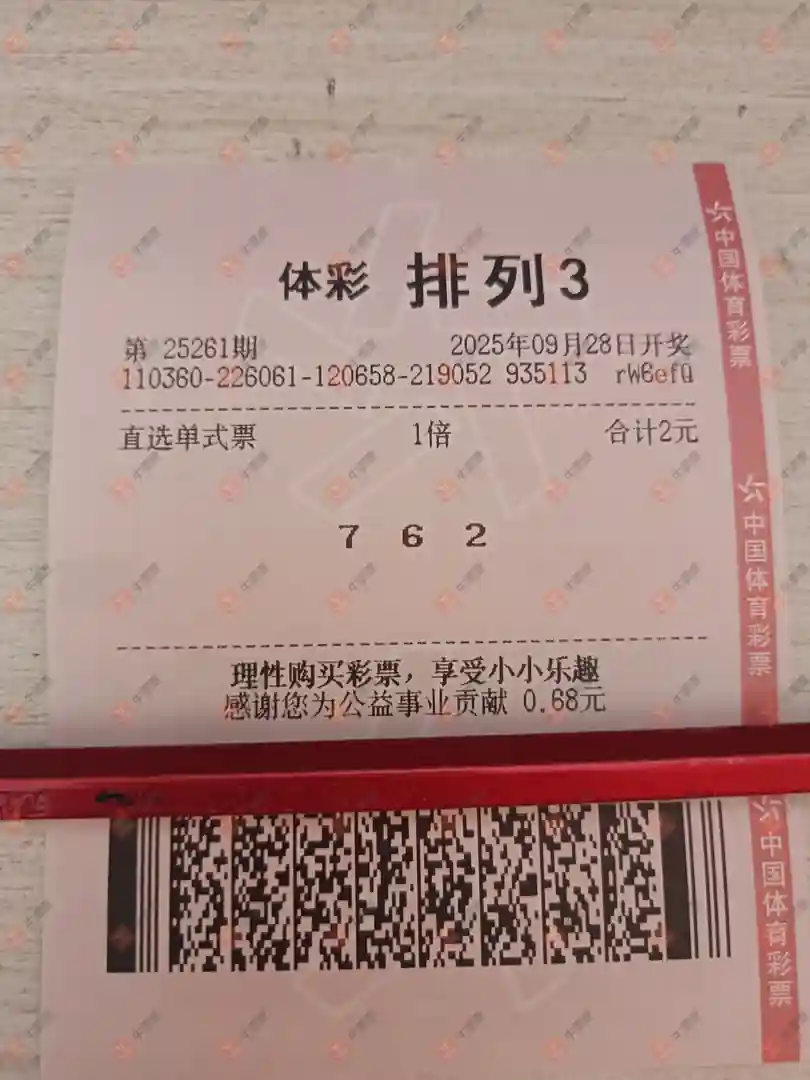 体彩 排列3
第 25261期 2025年09月28日开奖
110360-226061-120658-219052 935113 rW6efQ
直选单式票 1倍 合计2元
7 6 2
理性购买彩票，享受小小乐趣
感谢您为公益事业贡献 0.68元
中国体育彩票
中国体育彩票
中国体育彩票